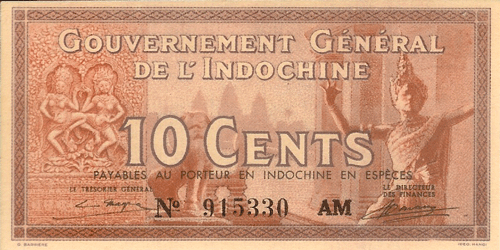 GOUVERNEMENT GÉNÉRAL
DE L'INDOCHINE
10 CENTS
PAYABLES AU PORTEUR EN INDOCHINE EN ESPÈCES
LE TRÉSORIER GÉNÉRAL
LE DIRECTEUR
DES FINANCES
No 915330 AM